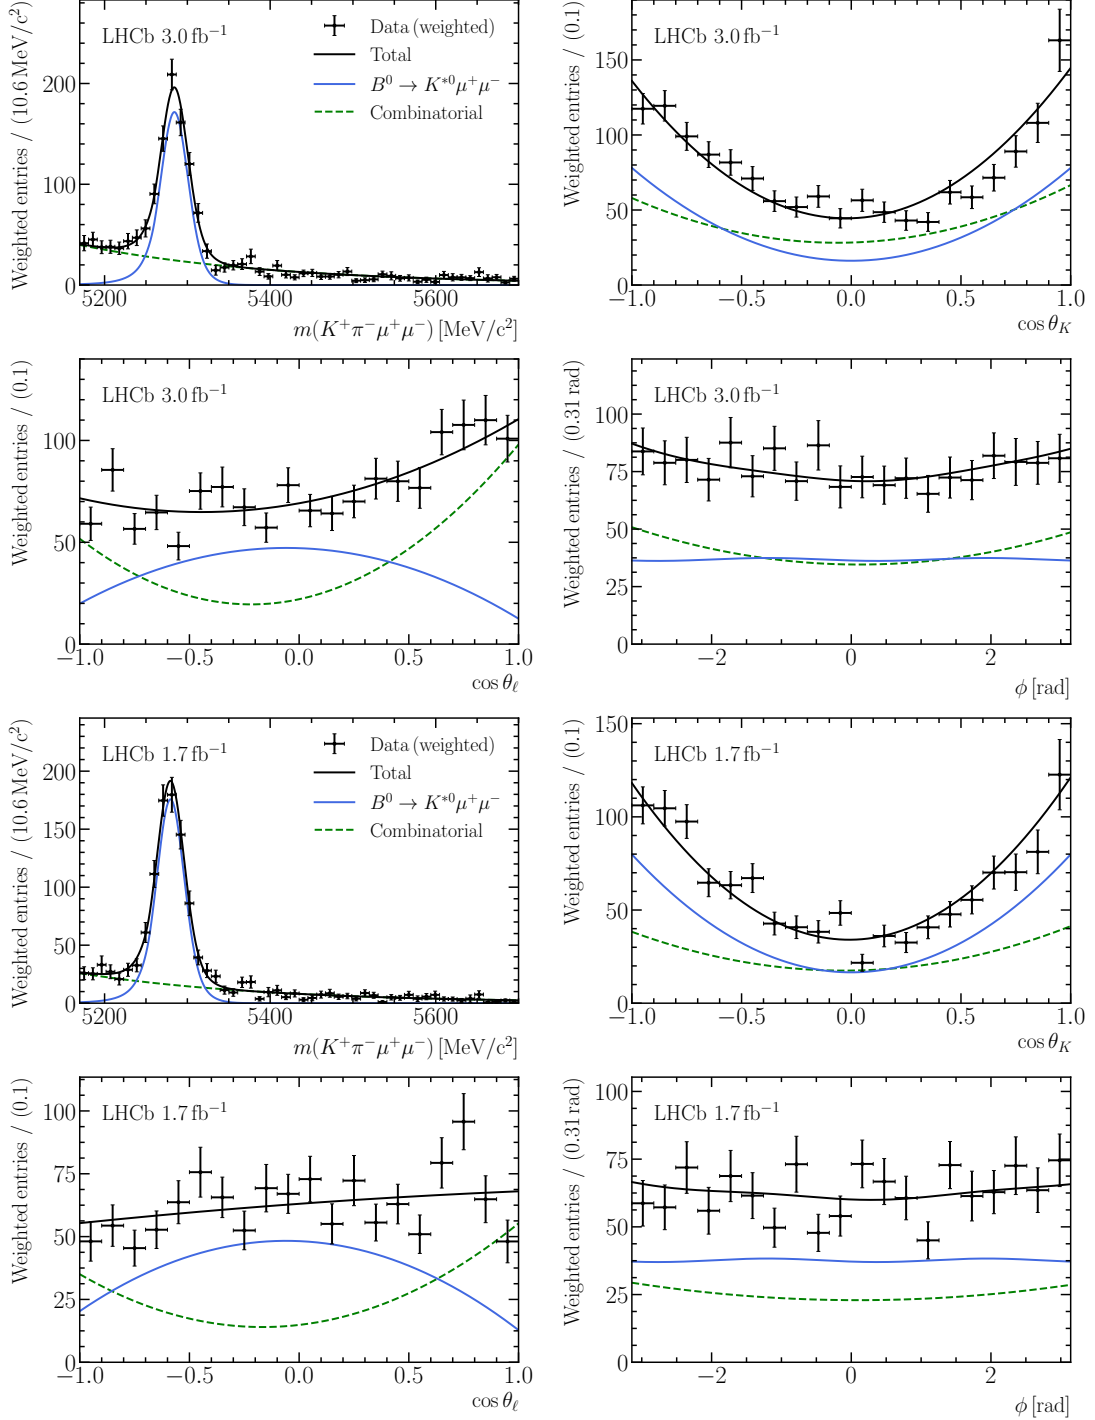 Weighted entries / (10.6 MeV/c²)
LHCb 3.0 fb⁻¹
Data (weighted)
Total
B⁰ → K*⁰μ⁺μ⁻
Combinatorial
200
100
0
5200 5400 5600
m(K⁺π⁻μ⁺μ⁻) [MeV/c²]
Weighted entries / (0.1)
LHCb 3.0 fb⁻¹
150
100
50
0
−1.0 −0.5 0.0 0.5 1.0
cos θ_K
Weighted entries / (0.1)
LHCb 3.0 fb⁻¹
100
50
0
−1.0 −0.5 0.0 0.5 1.0
cos θ_ℓ
Weighted entries / (0.31 rad)
LHCb 3.0 fb⁻¹
100
75
50
25
0
−2 0 2
ϕ [rad]
Weighted entries / (10.6 MeV/c²)
LHCb 1.7 fb⁻¹
Data (weighted)
Total
B⁰ → K*⁰μ⁺μ⁻
Combinatorial
200
150
100
50
0
5200 5400 5600
m(K⁺π⁻μ⁺μ⁻) [MeV/c²]
Weighted entries / (0.1)
LHCb 1.7 fb⁻¹
150
100
50
0
−1.0 −0.5 0.0 0.5 1.0
cos θ_K
Weighted entries / (0.1)
LHCb 1.7 fb⁻¹
100
75
50
25
0
−1.0 −0.5 0.0 0.5 1.0
cos θ_ℓ
Weighted entries / (0.31 rad)
LHCb 1.7 fb⁻¹
100
75
50
25
0
−2 0 2
ϕ [rad]